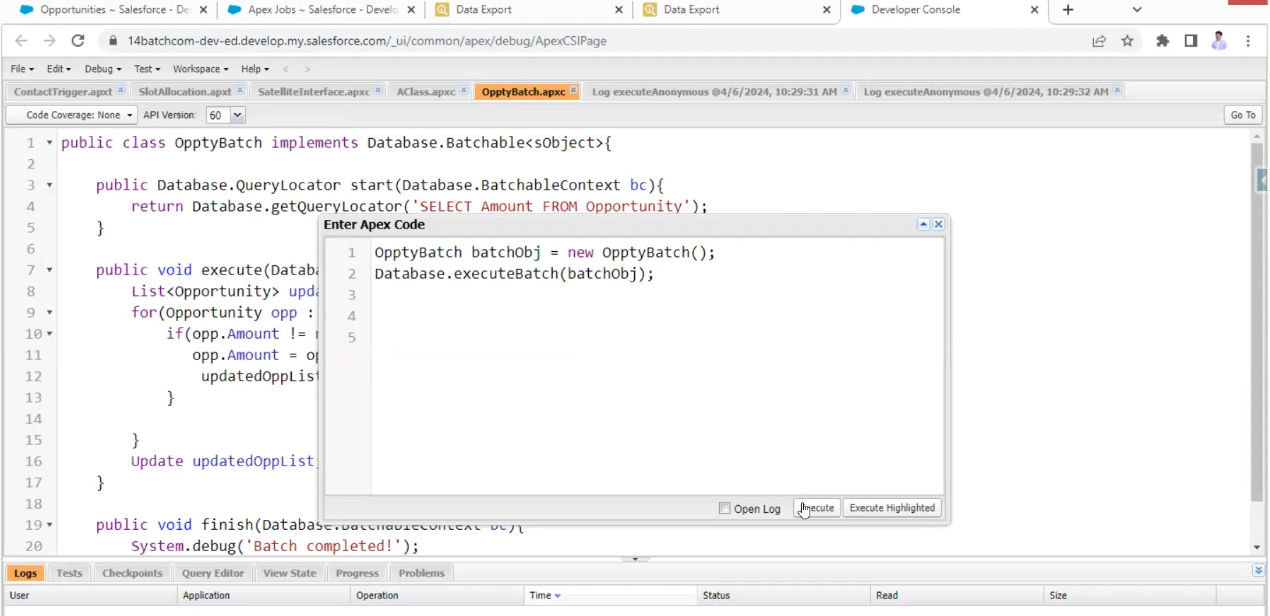 Opportunities ~ Salesforce - De
Apex Jobs ~ Salesforce - Develo
Data Export
Data Export
Developer Console
14batchcom-dev-ed.develop.my.salesforce.com/_ui/common/apex/debug/ApexCSIPage
File Edit Debug Test Workspace Help < >
ContactTrigger.apxt SlotAllocation.apxt SatelliteInterface.apxc AClass.apxc OpptyBatch.apxc Log executeAnonymous @4/6/2024, 10:29:31 AM Log executeAnonymous @4/6/2024, 10:29:32 AM
Code Coverage: None API Version: 60 Go To
1 public class OpptyBatch implements Database.Batchable<sObject>{
2
3 public Database.QueryLocator start(Database.BatchableContext bc){
4 return Database.getQueryLocator('SELECT Amount FROM Opportunity');
5 }
6
7 public void execute(Databa
8 List<Opportunity> upda
9 for(Opportunity opp :
10 if(opp.Amount !=
11 opp.Amount = op
12 updatedOppList
13 }
14
15 }
16 Update updatedOppList
17 }
18
19 public void finish(Database.BatchableContext bc){
20 System.debug('Batch completed!');
Enter Apex Code
1 OpptyBatch batchObj = new OpptyBatch();
2 Database.executeBatch(batchObj);
3
4
5
Open Log Execute Execute Highlighted
Logs Tests Checkpoints Query Editor View State Progress Problems
User Application Operation Time Status Read Size